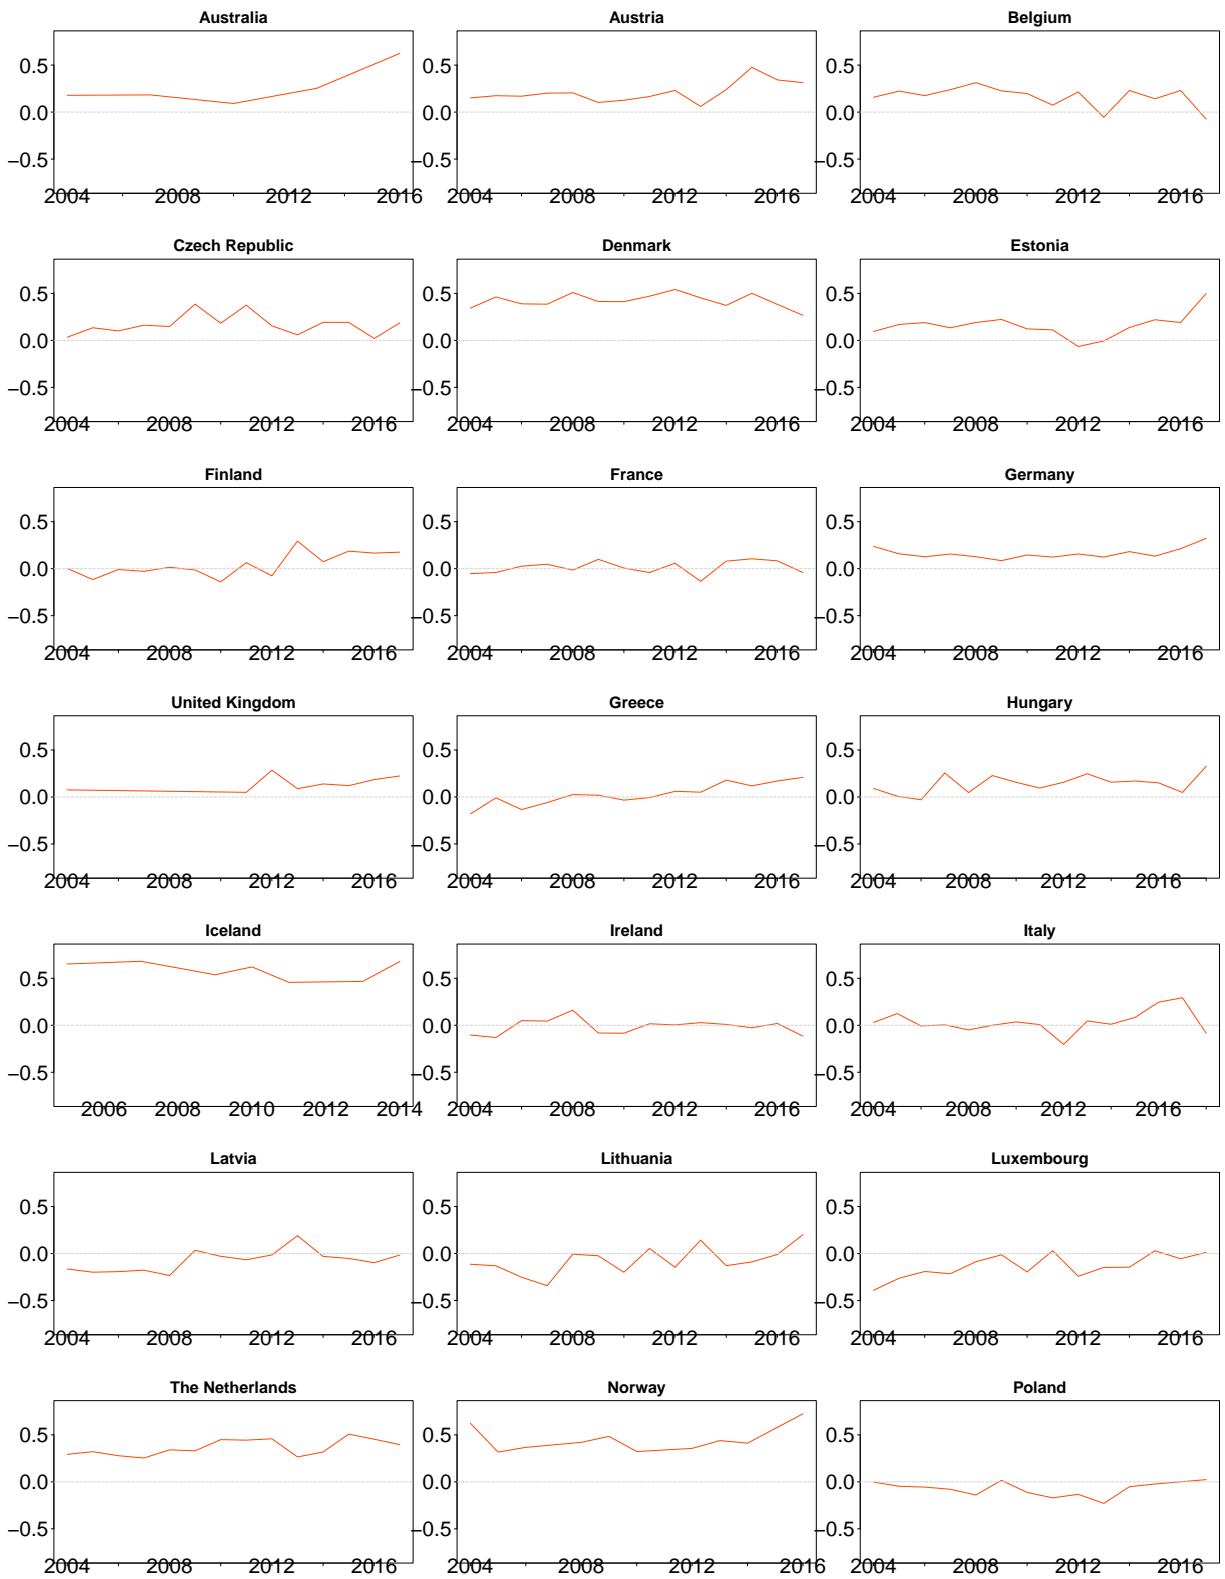 Australia Austria Belgium
0.5 0.5 0.5
0.0 0.0 0.0
−0.5 −0.5 −0.5
2004 2008 2012 2016 2004 2008 2012 2016 2004 2008 2012 2016
Czech Republic Denmark Estonia
0.5 0.5 0.5
0.0 0.0 0.0
−0.5 −0.5 −0.5
2004 2008 2012 2016 2004 2008 2012 2016 2004 2008 2012 2016
Finland France Germany
0.5 0.5 0.5
0.0 0.0 0.0
−0.5 −0.5 −0.5
2004 2008 2012 2016 2004 2008 2012 2016 2004 2008 2012 2016
United Kingdom Greece Hungary
0.5 0.5 0.5
0.0 0.0 0.0
−0.5 −0.5 −0.5
2004 2008 2012 2016 2004 2008 2012 2016 2004 2008 2012 2016
Iceland Ireland Italy
0.5 0.5 0.5
0.0 0.0 0.0
−0.5 −0.5 −0.5
2006 2008 2010 2012 2014 2004 2008 2012 2016 2004 2008 2012 2016
Latvia Lithuania Luxembourg
0.5 0.5 0.5
0.0 0.0 0.0
−0.5 −0.5 −0.5
2004 2008 2012 2016 2004 2008 2012 2016 2004 2008 2012 2016
The Netherlands Norway Poland
0.5 0.5 0.5
0.0 0.0 0.0
−0.5 −0.5 −0.5
2004 2008 2012 2016 2004 2008 2012 2016 2004 2008 2012 2016